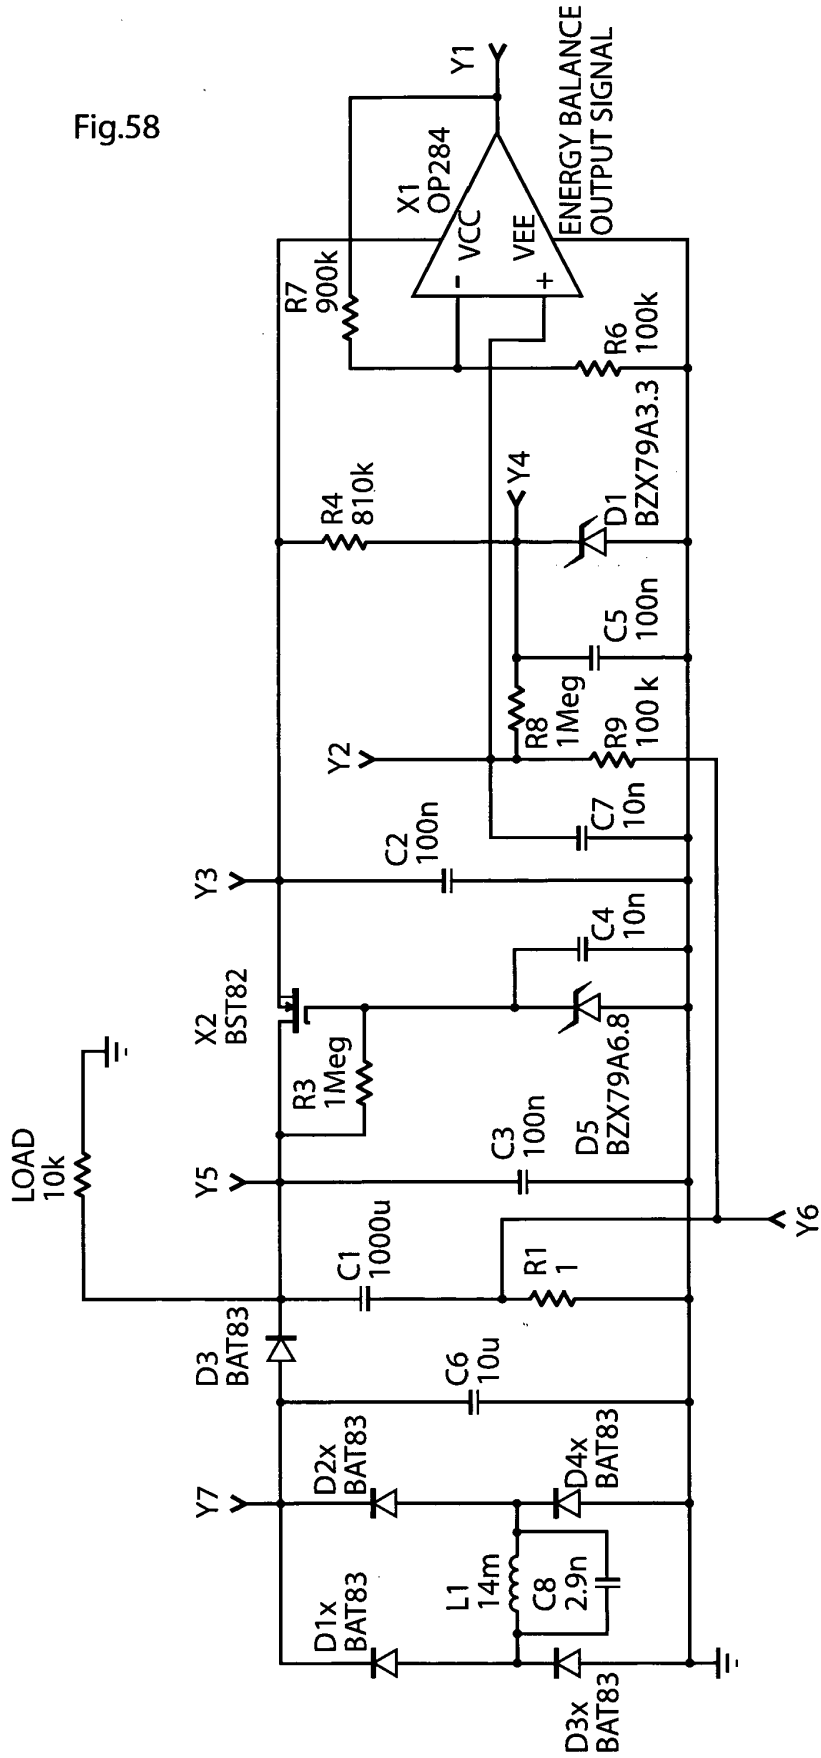 Fig.58
LOAD
10k
Y7
D3
BAT83
Y5
X2
BST82
Y3
Y2
R4
810k
R7
900k
X1
OP284
Y1
D1x
BAT83
D2x
BAT83
C1
1000u
R3
1Meg
C2
100n
VCC
-
VEE
+
L1
14m
C8
2.9n
C6
10u
R1
1
C3
100n
C4
10n
C7
10n
R8
1Meg
R9
100 k
C5
100n
Y4
D1
BZX79A3.3
R6
100k
ENERGY BALANCE
OUTPUT SIGNAL
D3x
BAT83
D4x
BAT83
D5
BZX79A6.8
Y6